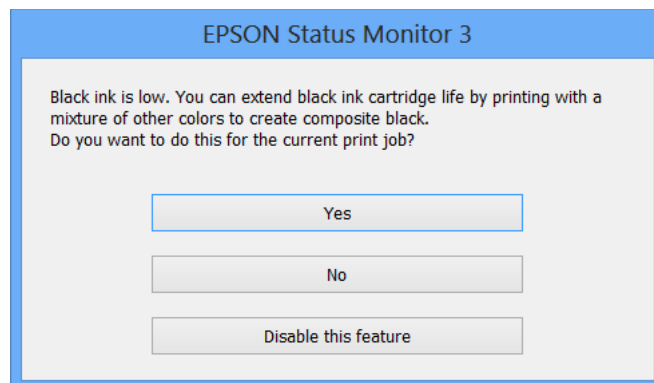 EPSON Status Monitor 3
Black ink is low. You can extend black ink cartridge life by printing with a
mixture of other colors to create composite black.
Do you want to do this for the current print job?
Yes
No
Disable this feature